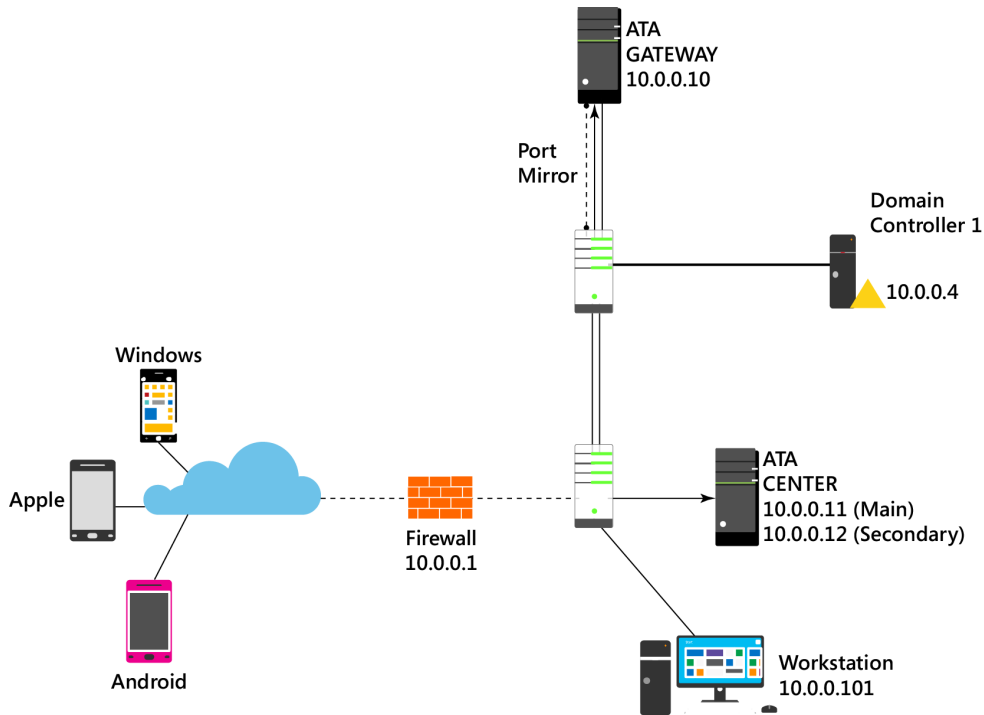 ATA
GATEWAY
10.0.0.10
Port
Mirror
Domain
Controller 1
10.0.0.4
Windows
Apple
Android
Firewall
10.0.0.1
ATA
CENTER
10.0.0.11 (Main)
10.0.0.12 (Secondary)
Workstation
10.0.0.101